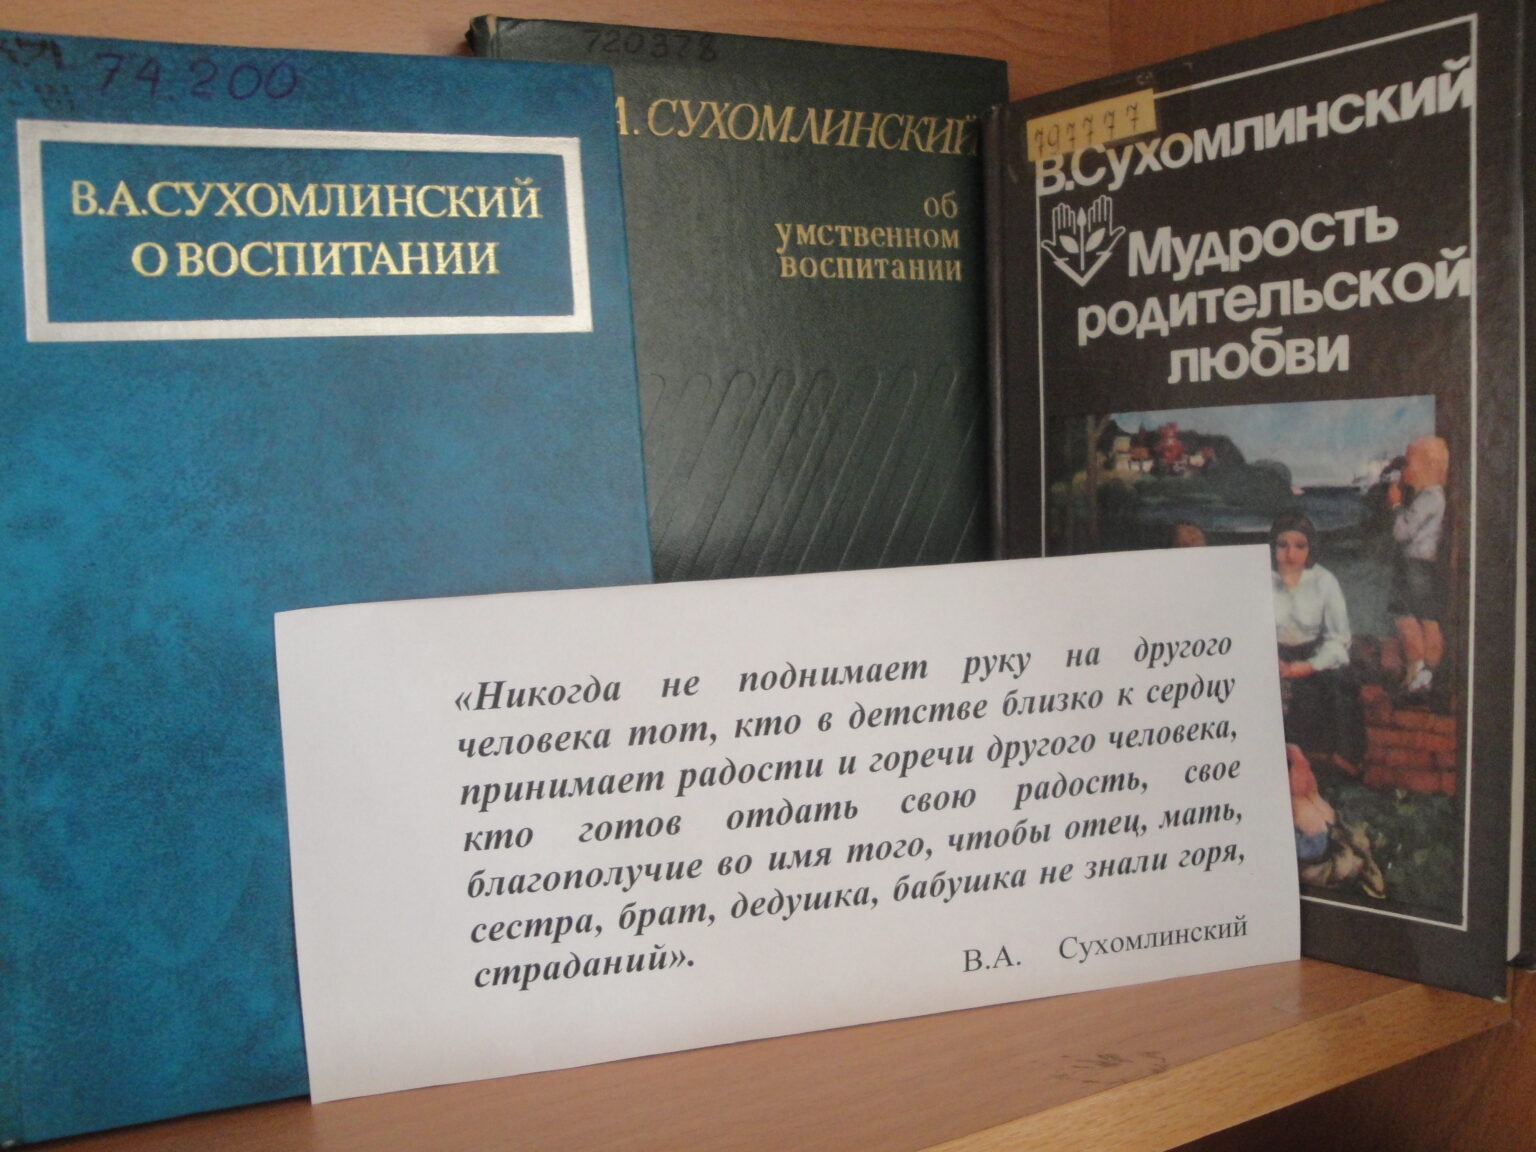 74 200
В.А.СУХОМЛИНСКИЙ
О ВОСПИТАНИИ
720378
А. СУХОМЛИНСКИЙ
об
умственном
воспитании
797777
В.Сухомлинский
Мудрость
родительской
любви
«Никогда не поднимает руку на другого
человека тот, кто в детстве близко к сердцу
принимает радости и горечи другого человека,
кто готов отдать свою радость, свое
благополучие во имя того, чтобы отец, мать,
сестра, брат, дедушка, бабушка не знали горя,
страданий».
В.А. Сухомлинский